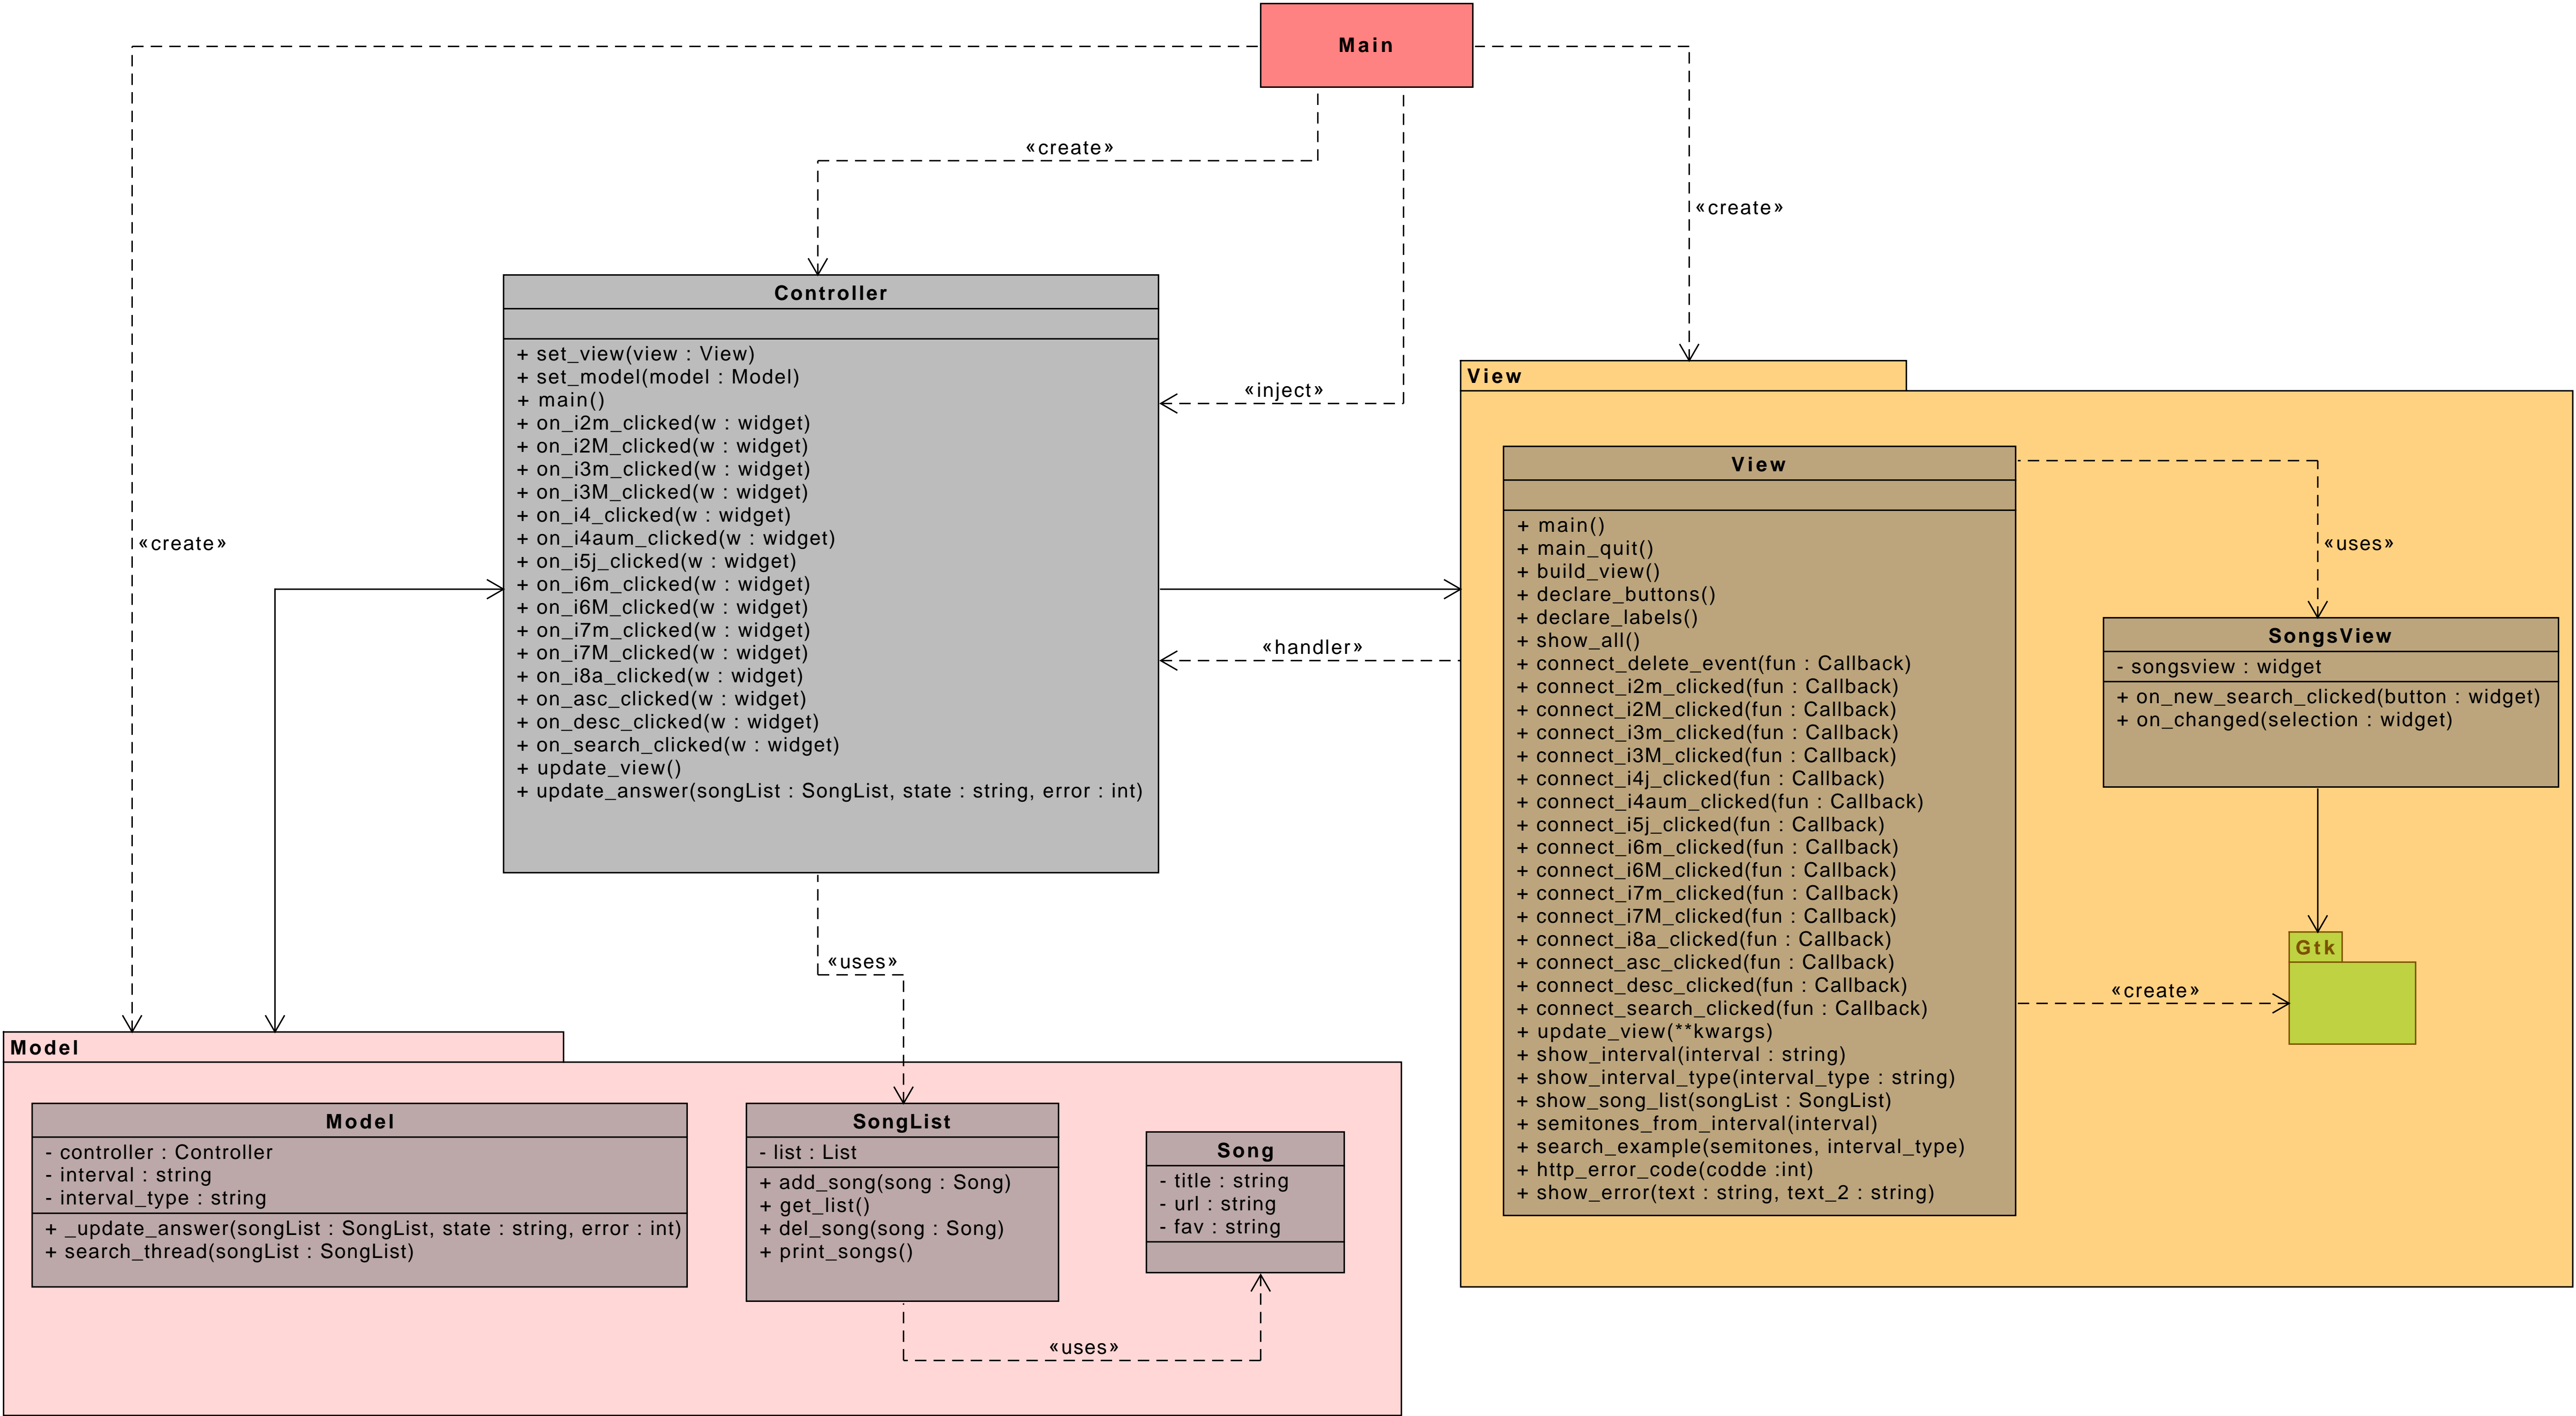 Main
«create»
«create»
«create»
«inject»
Controller
+ set_view(view : View)
+ set_model(model : Model)
+ main()
+ on_i2m_clicked(w : widget)
+ on_i2M_clicked(w : widget)
+ on_i3m_clicked(w : widget)
+ on_i3M_clicked(w : widget)
+ on_i4_clicked(w : widget)
+ on_i4aum_clicked(w : widget)
+ on_i5j_clicked(w : widget)
+ on_i6m_clicked(w : widget)
+ on_i6M_clicked(w : widget)
+ on_i7m_clicked(w : widget)
+ on_i7M_clicked(w : widget)
+ on_i8a_clicked(w : widget)
+ on_asc_clicked(w : widget)
+ on_desc_clicked(w : widget)
+ on_search_clicked(w : widget)
+ update_view()
+ update_answer(songList : SongList, state : string, error : int)
«handler»
«uses»
View
View
+ main()
+ main_quit()
+ build_view()
+ declare_buttons()
+ declare_labels()
+ show_all()
+ connect_delete_event(fun : Callback)
+ connect_i2m_clicked(fun : Callback)
+ connect_i2M_clicked(fun : Callback)
+ connect_i3m_clicked(fun : Callback)
+ connect_i3M_clicked(fun : Callback)
+ connect_i4j_clicked(fun : Callback)
+ connect_i4aum_clicked(fun : Callback)
+ connect_i5j_clicked(fun : Callback)
+ connect_i6m_clicked(fun : Callback)
+ connect_i6M_clicked(fun : Callback)
+ connect_i7m_clicked(fun : Callback)
+ connect_i7M_clicked(fun : Callback)
+ connect_i8a_clicked(fun : Callback)
+ connect_asc_clicked(fun : Callback)
+ connect_desc_clicked(fun : Callback)
+ connect_search_clicked(fun : Callback)
+ update_view(**kwargs)
+ show_interval(interval : string)
+ show_interval_type(interval_type : string)
+ show_song_list(songList : SongList)
+ semitones_from_interval(interval)
+ search_example(semitones, interval_type)
+ http_error_code(codde :int)
+ show_error(text : string, text_2 : string)
«uses»
SongsView
- songsview : widget
+ on_new_search_clicked(button : widget)
+ on_changed(selection : widget)
Gtk
«create»
Model
Model
- controller : Controller
- interval : string
- interval_type : string
+ _update_answer(songList : SongList, state : string, error : int)
+ search_thread(songList : SongList)
SongList
- list : List
+ add_song(song : Song)
+ get_list()
+ del_song(song : Song)
+ print_songs()
Song
- title : string
- url : string
- fav : string
«uses»